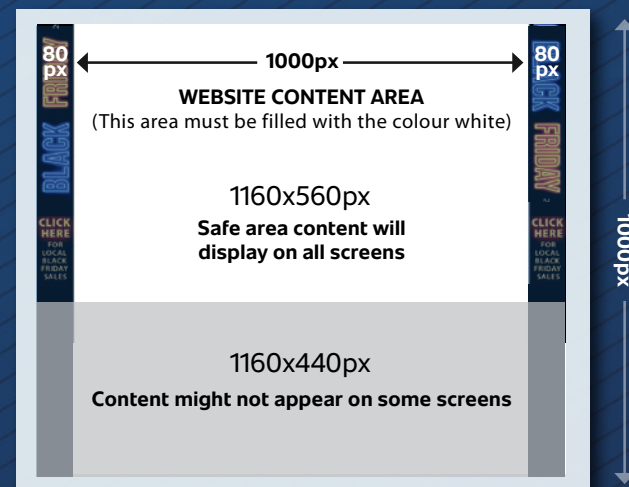 80
px
1000px
80
px
WEBSITE CONTENT AREA
(This area must be filled with the colour white)
1160x560px
Safe area content will
display on all screens
BLACK FRIDAY
CLICK
HERE
FOR
LOCAL
BLACK
FRIDAY
SALES
BLACK FRIDAY
CLICK
HERE
FOR
LOCAL
BLACK
FRIDAY
SALES
1000px
1160x440px
Content might not appear on some screens